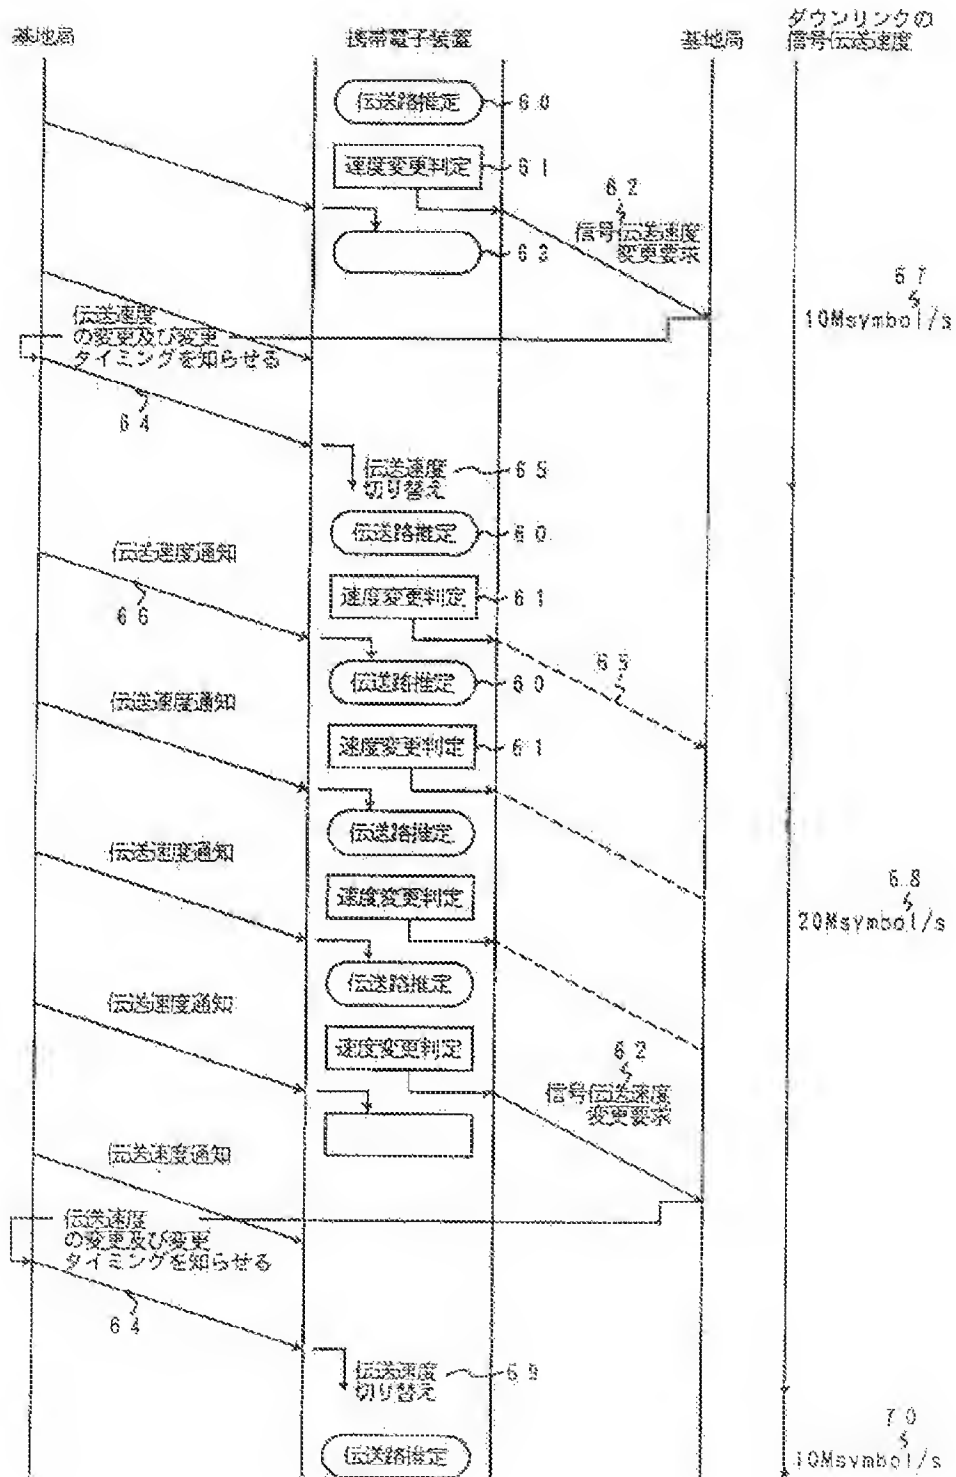 基地局
携帯電子装置
基地局
ダウンリンクの
信号伝送速度
伝送路推定
60
速度変更判定
61
62
信号伝送速度
変更要求
63
67
10Msymbol/s
伝送速度
の変更及び変更
タイミングを知らせる
64
伝送速度
切り替え
65
伝送路推定
60
伝送速度通知
66
速度変更判定
61
65
伝送路推定
60
伝送速度通知
速度変更判定
61
伝送路推定
伝送速度通知
速度変更判定
68
20Msymbol/s
伝送路推定
伝送速度通知
速度変更判定
62
信号伝送速度
変更要求
伝送速度通知
伝送速度
の変更及び変更
タイミングを知らせる
64
伝送速度
切り替え
69
伝送路推定
70
10Msymbol/s